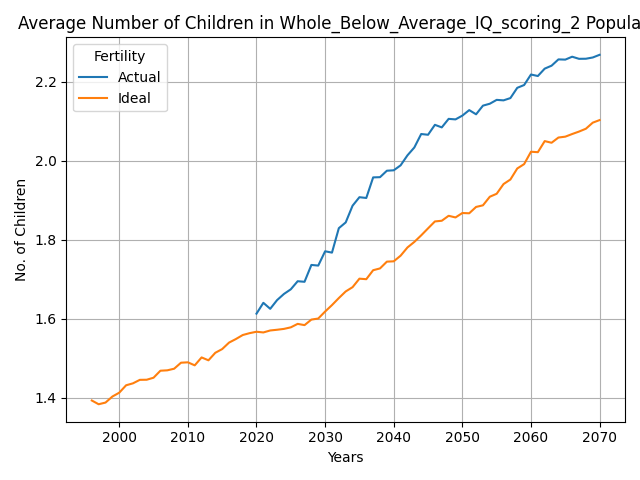 Average Number of Children in Whole_Below_Average_IQ_scoring_2 Popula
Fertility
Actual
Ideal
No. of Children
2.2
2.0
1.8
1.6
1.4
2000 2010 2020 2030 2040 2050 2060 2070
Years